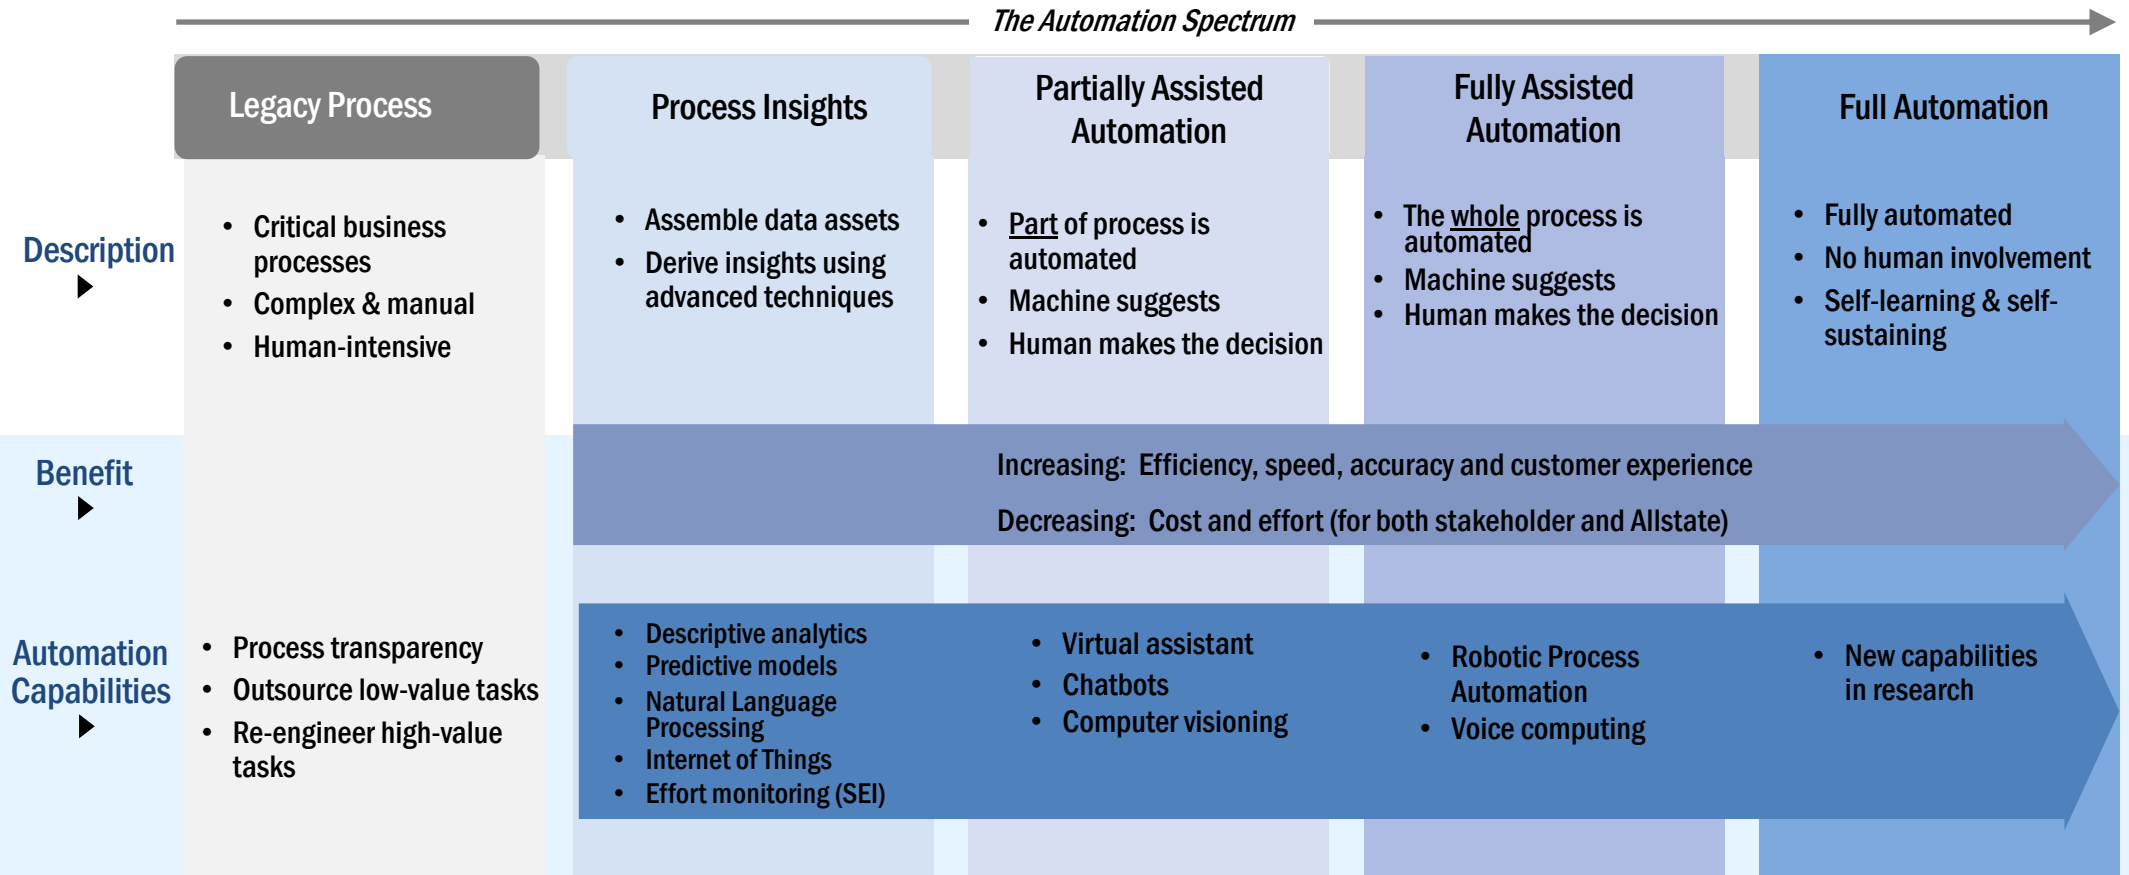 The Automation Spectrum
Legacy Process
Process Insights
Partially Assisted
Automation
Fully Assisted
Automation
Full Automation
Description
• Critical business
processes
• Complex & manual
• Human-intensive
• Assemble data assets
• Derive insights using
advanced techniques
• Part of process is
automated
• Machine suggests
• Human makes the decision
• The whole process is
automated
• Machine suggests
• Human makes the decision
• Fully automated
• No human involvement
• Self-learning & self-
sustaining
Benefit
Increasing: Efficiency, speed, accuracy and customer experience
Decreasing: Cost and effort (for both stakeholder and Allstate)
Automation
Capabilities
• Process transparency
• Outsource low-value tasks
• Re-engineer high-value
tasks
• Descriptive analytics
• Predictive models
• Natural Language
Processing
• Internet of Things
• Effort monitoring (SEI)
• Virtual assistant
• Chatbots
• Computer visioning
• Robotic Process
Automation
• Voice computing
• New capabilities
in research